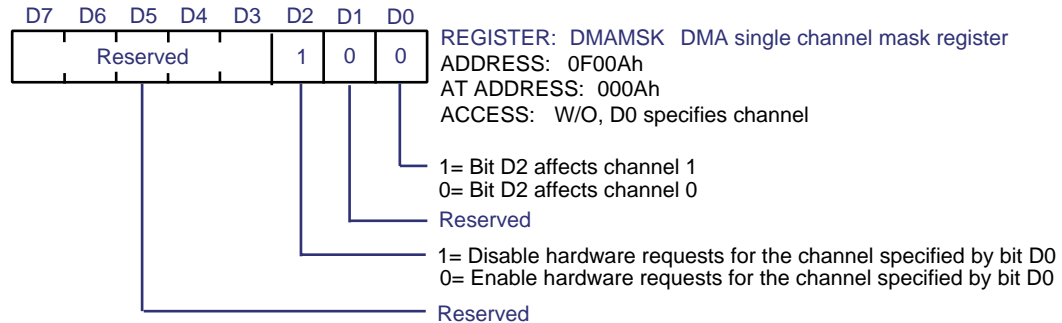 D7 D6 D5 D4 D3 D2 D1 D0
Reserved 1 0 0
REGISTER: DMAMSK DMA single channel mask register
ADDRESS: 0F00Ah
AT ADDRESS: 000Ah
ACCESS: W/O, D0 specifies channel
1= Bit D2 affects channel 1
0= Bit D2 affects channel 0
Reserved
1= Disable hardware requests for the channel specified by bit D0
0= Enable hardware requests for the channel specified by bit D0
Reserved